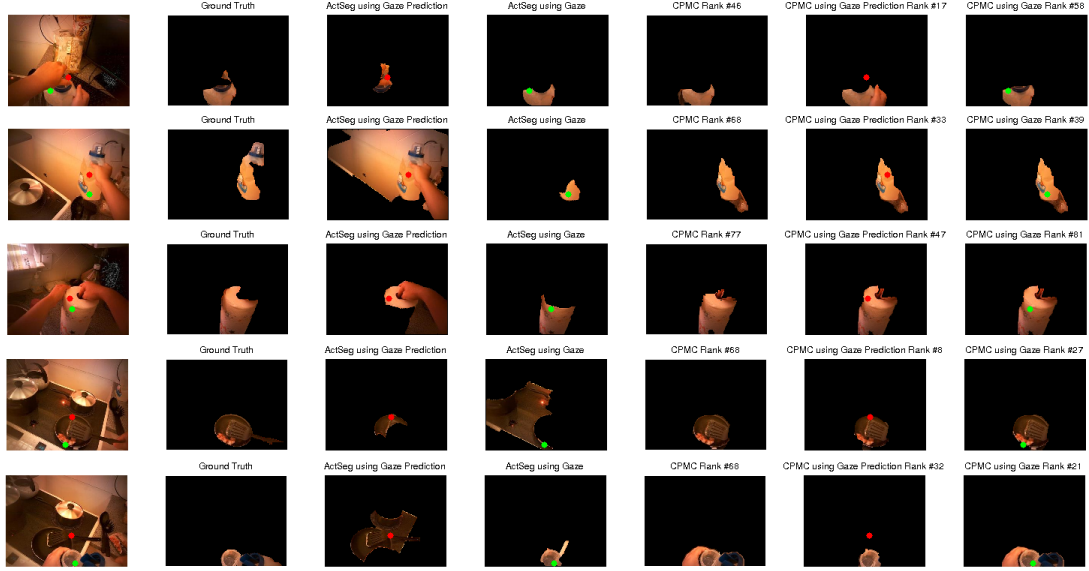 Ground Truth ActSeg using Gaze Prediction ActSeg using Gaze CPMC Rank #46 CPMC using Gaze Prediction Rank #17 CPMC using Gaze Rank #58
Ground Truth ActSeg using Gaze Prediction ActSeg using Gaze CPMC Rank #68 CPMC using Gaze Prediction Rank #33 CPMC using Gaze Rank #39
Ground Truth ActSeg using Gaze Prediction ActSeg using Gaze CPMC Rank #77 CPMC using Gaze Prediction Rank #47 CPMC using Gaze Rank #81
Ground Truth ActSeg using Gaze Prediction ActSeg using Gaze CPMC Rank #68 CPMC using Gaze Prediction Rank #8 CPMC using Gaze Rank #27
Ground Truth ActSeg using Gaze Prediction ActSeg using Gaze CPMC Rank #68 CPMC using Gaze Prediction Rank #32 CPMC using Gaze Rank #21